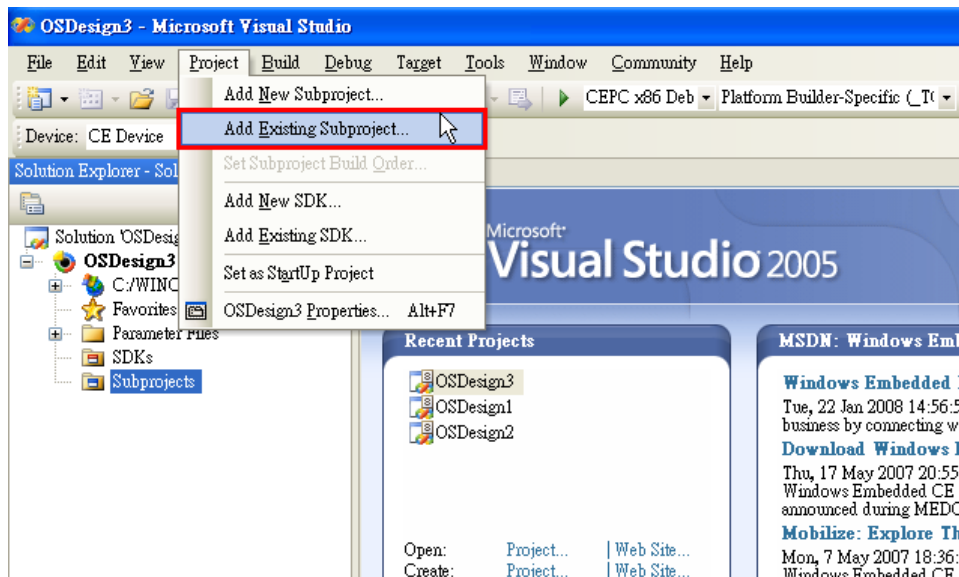 OSDesign3 - Microsoft Visual Studio
File Edit View Project Build Debug Target Tools Window Community Help
CEPC x86 Deb Platform Builder-Specific
Device: CE Device
Add New Subproject...
Add Existing Subproject...
Set Subproject Build Order...
Add New SDK...
Add Existing SDK...
Set as StartUp Project
OSDesign3 Properties... Alt+F7
Solution Explorer - Sol
Solution 'OSDesig
OSDesign3
C:/WINC
Favorites
Parameter Files
SDKs
Subprojects
Microsoft
Visual Studio 2005
Recent Projects
OSDesign3
OSDesign1
OSDesign2
Open: Project... | Web Site...
Create: Project... | Web Site...
MSDN: Windows Emb
Windows Embedded
Tue, 22 Jan 2008 14:56:5
business by connecting w
Download Windows
Thu, 17 May 2007 20:55
Windows Embedded CE
announced during MEDC
Mobilize: Explore Th
Mon, 7 May 2007 18:36:
Windows Embedded CE